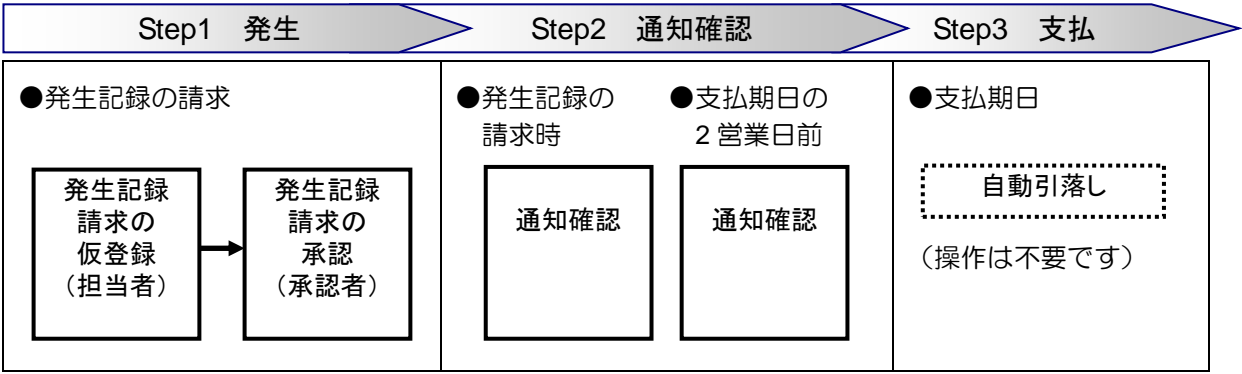 Step1 発生
Step2 通知確認
Step3 支払
●発生記録の請求
発生記録
請求の
仮登録
（担当者）
発生記録
請求の
承認
（承認者）
●発生記録の
請求時
通知確認
●支払期日の
2 営業日前
通知確認
●支払期日
自動引落し
（操作は不要です）